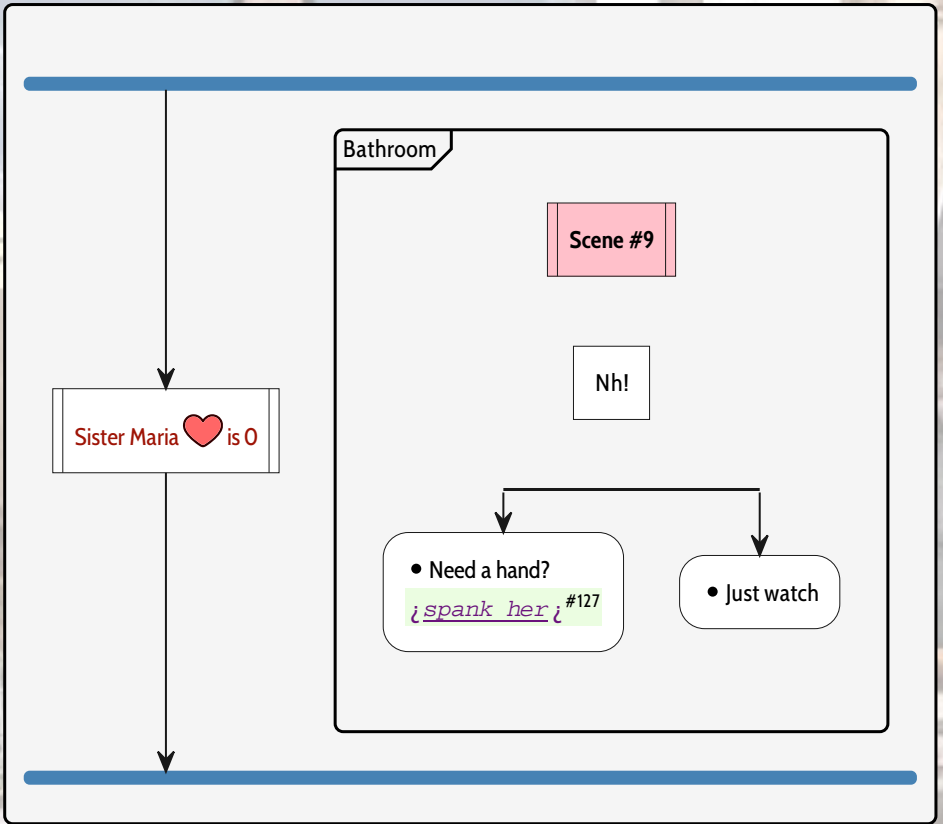 Bathroom
Scene #9
Nh!
Sister Maria is 0
• Need a hand?
¿spank her¿#127
• Just watch